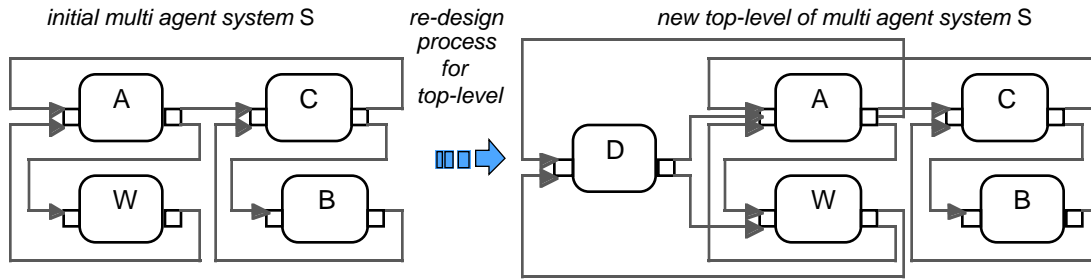 initial multi agent system S
re-design
process
for
top-level
new top-level of multi agent system S
A
C
W
B
D
A
C
W
B